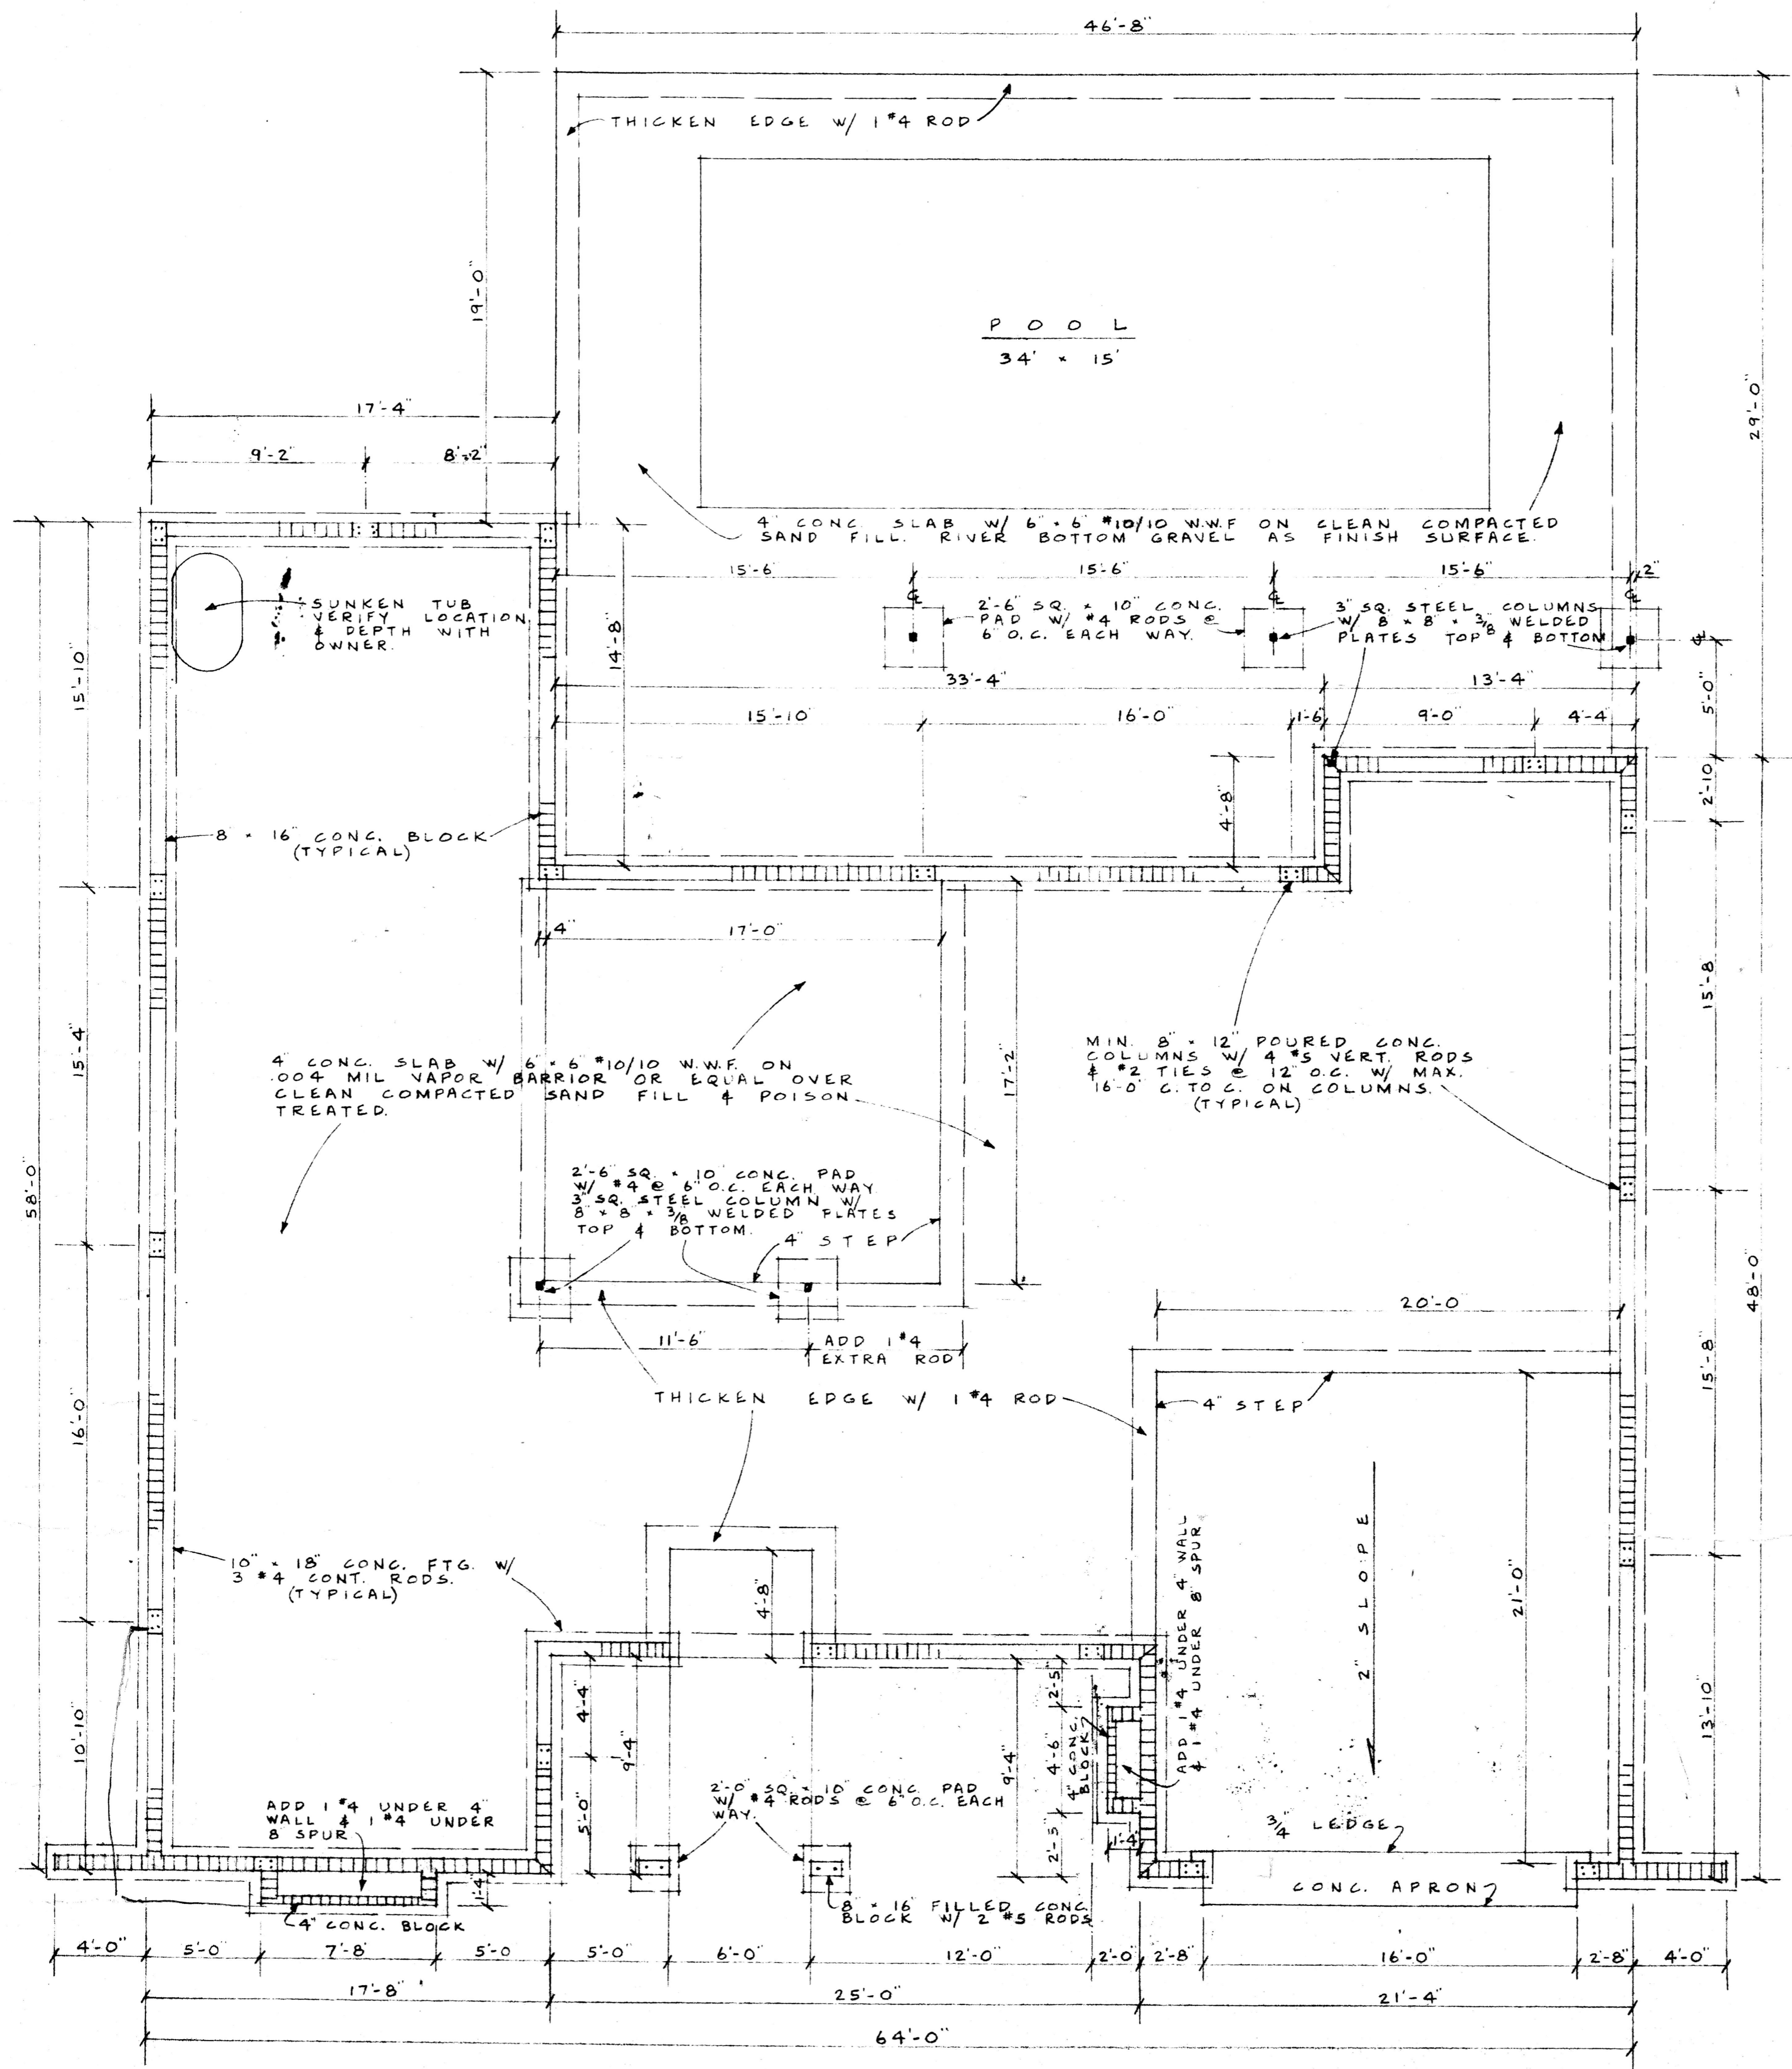 46'-8"
THICKEN EDGE W/ 1 #4 ROD
19'-0"
P O O L
34' × 15'
29'-0"
17'-4"
9'-2"
8'-2"
4" CONC. SLAB W/ 6" × 6" #10/10 W.W.F ON CLEAN COMPACTED
SAND FILL. RIVER BOTTOM GRAVEL AS FINISH SURFACE.
15'-6"
15'-6"
15'-6"
2"
SUNKEN TUB
VERIFY LOCATION
& DEPTH WITH
OWNER.
2'-6" SQ. × 10" CONC.
PAD W/ #4 RODS @
6" O.C. EACH WAY.
3" SQ. STEEL COLUMNS
W/ 8" × 8" × 3/8" WELDED
PLATES TOP & BOTTOM
14'-8"
15'-10"
33'-4"
13'-4"
5'-0"
15'-10"
16'-0"
1'-6"
9'-0"
4'-4"
2'-10"
4'-8"
8" × 16" CONC. BLOCK
(TYPICAL)
4"
17'-0"
15'-8"
15'-4"
4" CONC. SLAB W/ 6" × 6" #10/10 W.W.F. ON
.004 MIL VAPOR BARRIOR OR EQUAL OVER
CLEAN COMPACTED SAND FILL & POISON
TREATED.
17'-2"
MIN. 8" × 12" POURED CONC.
COLUMNS W/ 4 #5 VERT. RODS
& #2 TIES @ 12" O.C. W/ MAX.
16'-0" C. TO C. ON COLUMNS.
(TYPICAL)
58'-0"
2'-6" SQ. × 10" CONC. PAD
W/ #4 @ 6" O.C. EACH WAY
3" SQ. STEEL COLUMN W/
8" × 8" × 3/8" WELDED PLATES
TOP & BOTTOM.
4" STEP
48'-0"
20'-0
11'-6"
ADD 1 #4
EXTRA ROD
15'-8"
16'-0"
THICKEN EDGE W/ 1 #4 ROD
4" STEP
10" × 18" CONC. FTG. W/
3 #4 CONT. RODS.
(TYPICAL)
4'-8"
ADD 1 #4 UNDER 4" WALL
& 1 #4 UNDER 8" SPUR
2" SLOPE
21'-0"
10'-10"
4'-4"
9'-4"
5'-0"
9'-4"
2'-5"
4'-6"
2'-5"
4" CONC.
BLOCK
1'-4"
13'-10"
ADD 1 #4 UNDER 4"
WALL & 1 #4 UNDER
8" SPUR
2'-0" SQ. × 10" CONC PAD
W/ #4 RODS @ 6" O.C. EACH
WAY.
3/4" LEDGE
1'-4"
4" CONC. BLOCK
8" × 16" FILLED CONC.
BLOCK W/ 2 #5 RODS
CONC. APRON
4'-0"
5'-0"
7'-8"
5'-0
5'-0"
6'-0"
12'-0"
2'-0"
2'-8"
16'-0"
2'-8"
4'-0"
17'-8"
25'-0"
21'-4"
64'-0"